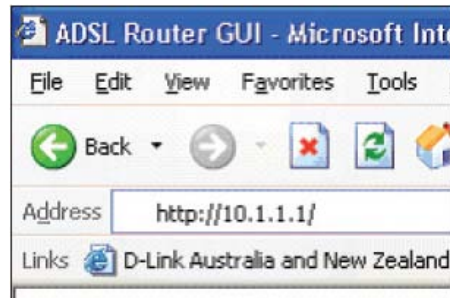 ADSL Router GUI - Microsoft Int
File Edit View Favorites Tools
Back
Address http://10.1.1.1/
Links D-Link Australia and New Zealand